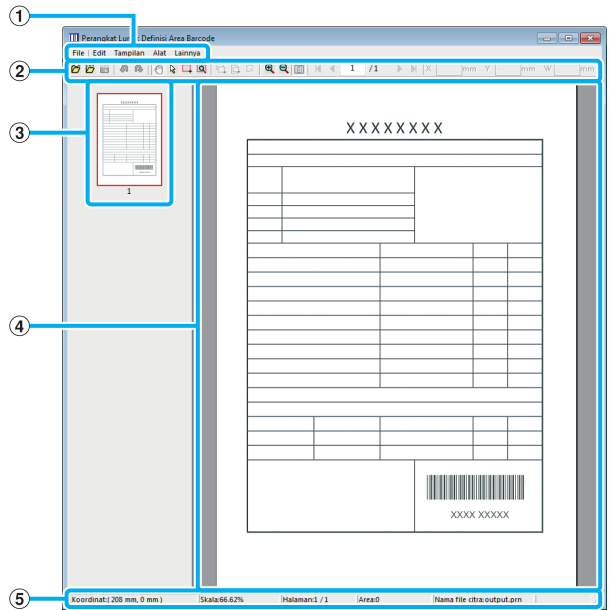 1
Perangkat Lunak Definisi Area Barcode
File Edit Tampilan Alat Lainnya
2
1 /1 X mm Y mm W mm
3
1
XXXXXXXX
4
XXXX XXXXX
5
Koordinat:( 208 mm, 0 mm ) Skala:66.62% Halaman:1 / 1 Area:0 Nama file citra:output.prn